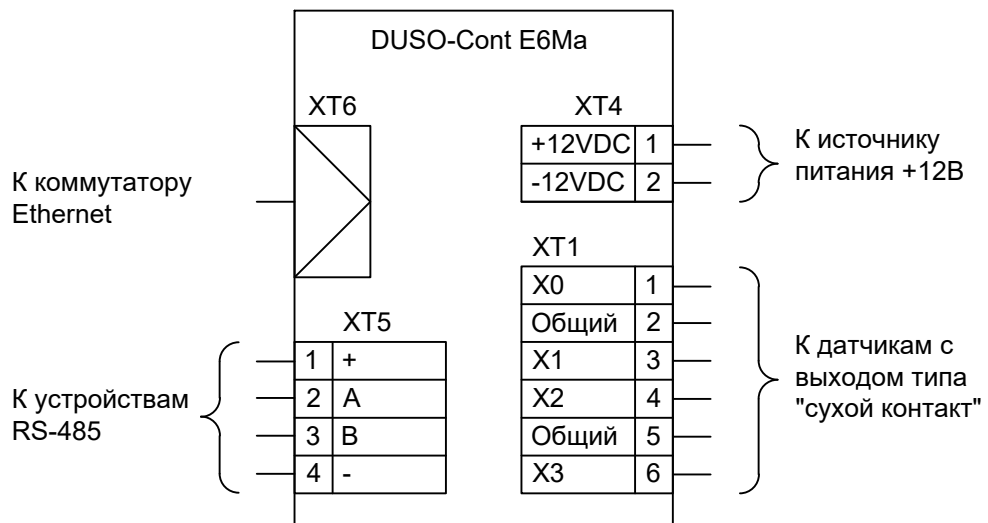 DUSO-Cont E6Ma
XT6
К коммутатору
Ethernet
XT4
+12VDC 1
-12VDC 2
К источнику
питания +12В
XT5
1 +
2 A
3 B
4 -
К устройствам
RS-485
XT1
X0 1
Общий 2
X1 3
X2 4
Общий 5
X3 6
К датчикам с
выходом типа
"сухой контакт"